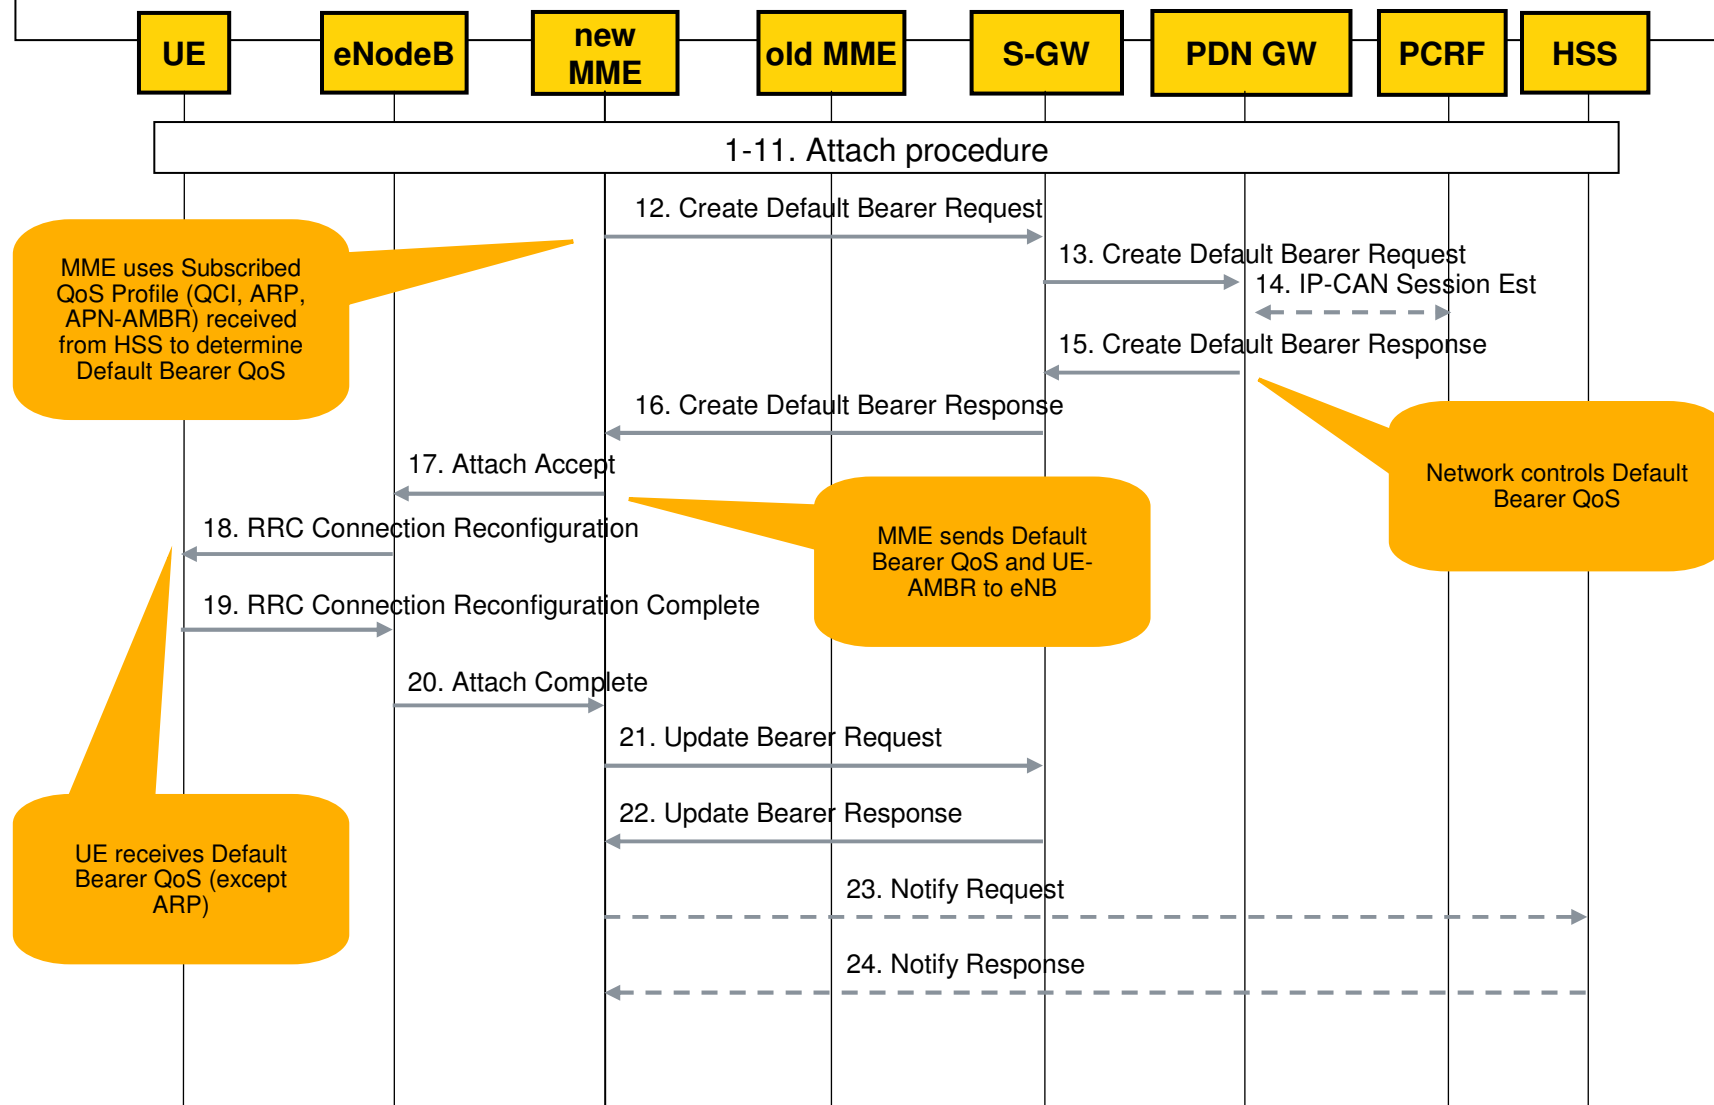 UE
eNodeB
new
MME
old MME
S-GW
PDN GW
PCRF
HSS
1-11. Attach procedure
12. Create Default Bearer Request
13. Create Default Bearer Request
14. IP-CAN Session Est
MME uses Subscribed
QoS Profile (QCI, ARP,
APN-AMBR) received
from HSS to determine
Default Bearer QoS
15. Create Default Bearer Response
16. Create Default Bearer Response
17. Attach Accept
Network controls Default
Bearer QoS
18. RRC Connection Reconfiguration
MME sends Default
Bearer QoS and UE-
AMBR to eNB
19. RRC Connection Reconfiguration Complete
20. Attach Complete
21. Update Bearer Request
22. Update Bearer Response
UE receives Default
Bearer QoS (except
ARP)
23. Notify Request
24. Notify Response